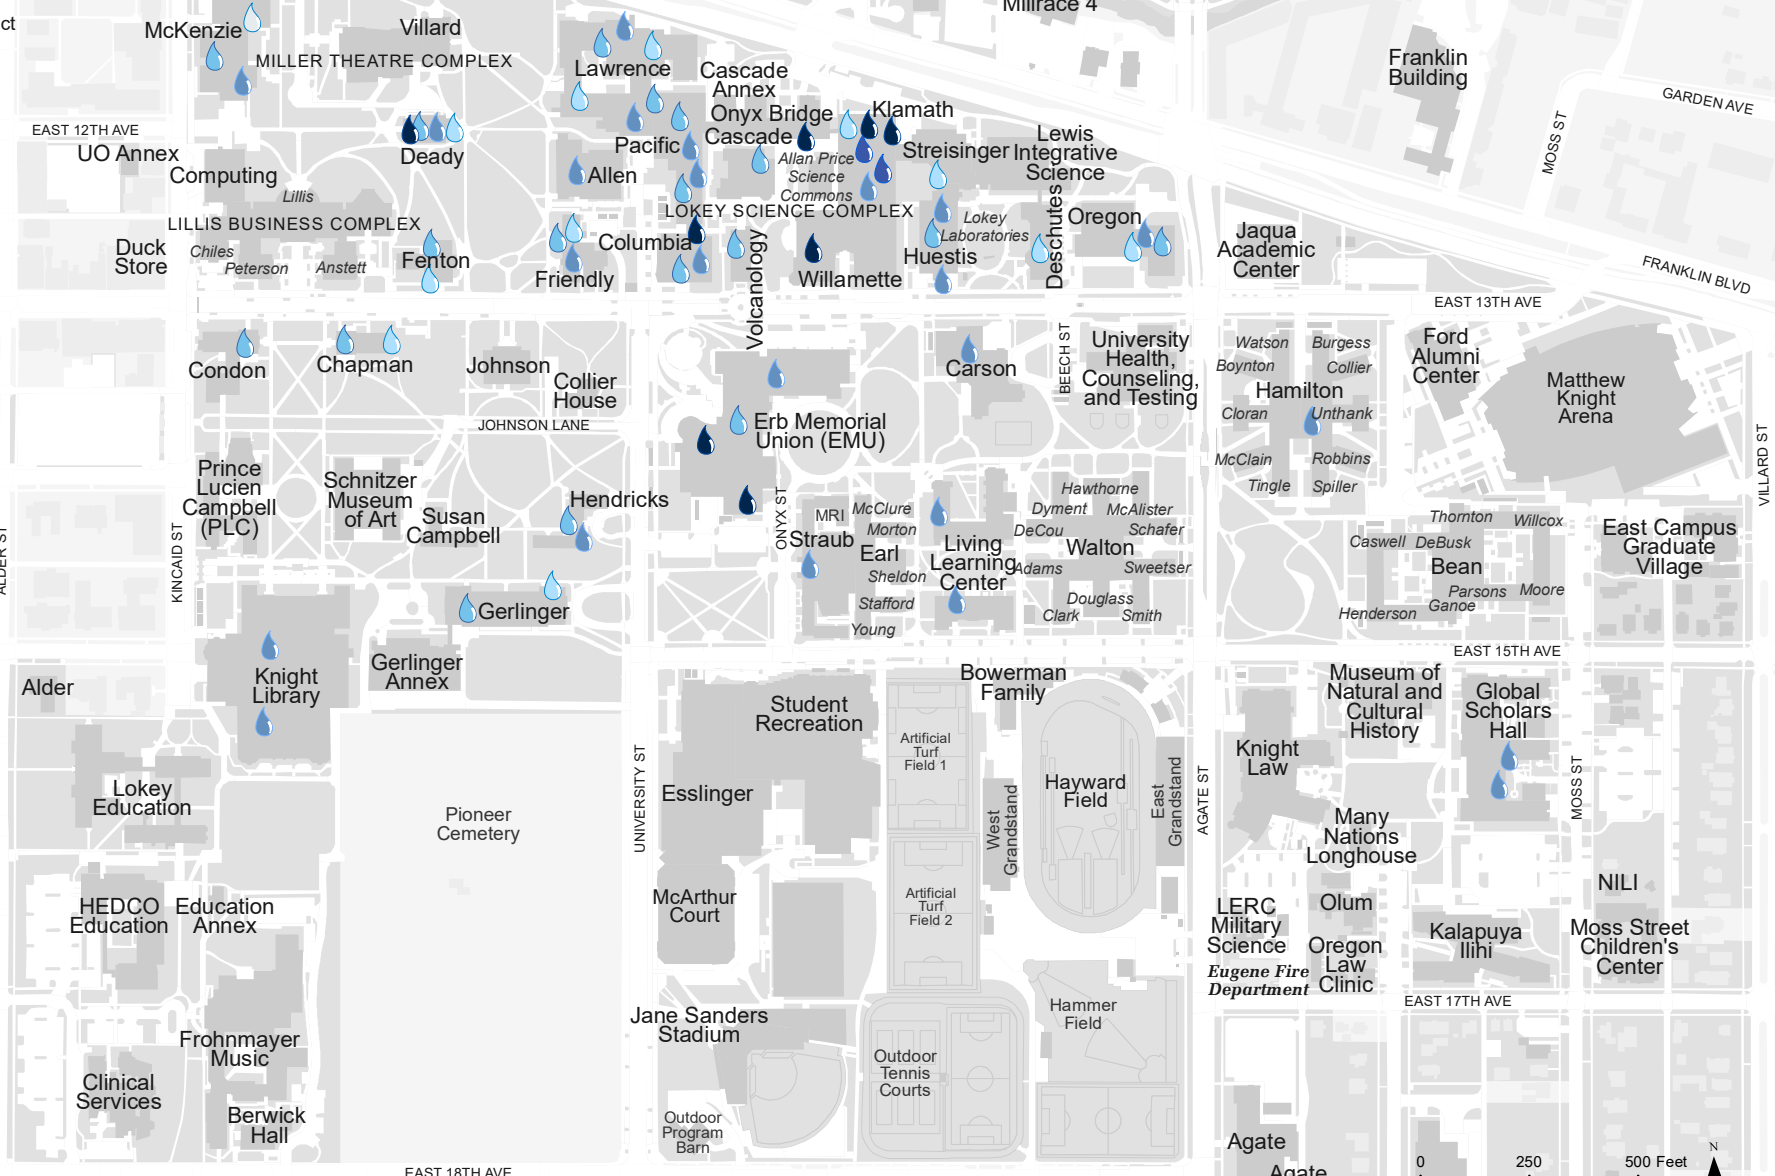 ct
McKenzie
Villard
Millrace 4
MILLER THEATRE COMPLEX
Lawrence
Cascade
Annex
Franklin
Building
GARDEN AVE
EAST 12TH AVE
UO Annex
Computing
Deady
Onyx Bridge
Cascade
Klamath
Pacific
Allen
Allan Price
Science
Commons
Streisinger
Lewis
Integrative
Science
MOSS ST
Lillis
LILLIS BUSINESS COMPLEX
LOKEY SCIENCE COMPLEX
Duck
Store
Chiles
Peterson
Anstett
Fenton
Friendly
Columbia
Volcanology
Willamette
Huestis
Lokey
Laboratories
Deschutes
Oregon
Jaqua
Academic
Center
FRANKLIN BLVD
EAST 13TH AVE
Condon
Chapman
Johnson
Collier
House
Carson
BEECH ST
University
Health,
Counseling,
and Testing
Watson
Burgess
Boynton
Collier
Hamilton
Cloran
Unthank
McClain
Robbins
Tingle
Spiller
Ford
Alumni
Center
Matthew
Knight
Arena
VILLARD ST
JOHNSON LANE
Erb Memorial
Union (EMU)
Prince
Lucien
Campbell
(PLC)
Schnitzer
Museum
of Art
Susan
Campbell
Hendricks
ALDER ST
KINCAID ST
ONYX ST
MRI
Straub
McClure
Morton
Earl
Sheldon
Stafford
Young
Living
Learning
Center
Hawthorne
Dyment
McAlister
DeCou
Schafer
Walton
Adams
Sweetser
Douglass
Clark
Smith
Thornton
Willcox
Caswell
DeBusk
Bean
Parsons
Moore
Ganoe
Henderson
East Campus
Graduate
Village
Gerlinger
Gerlinger
Annex
EAST 15TH AVE
Alder
Knight
Library
Student
Recreation
Bowerman
Family
Museum of
Natural and
Cultural
History
Global
Scholars
Hall
Artificial
Turf
Field 1
Knight
Law
Lokey
Education
Pioneer
Cemetery
UNIVERSITY ST
Esslinger
West
Grandstand
Hayward
Field
East
Grandstand
AGATE ST
MOSS ST
Many
Nations
Longhouse
HEDCO
Education
Education
Annex
McArthur
Court
Artificial
Turf
Field 2
LERC
Military
Science
Eugene Fire
Department
Olum
Oregon
Law
Clinic
Kalapuya
Ilihi
NILI
Moss Street
Children's
Center
EAST 17TH AVE
Jane Sanders
Stadium
Hammer
Field
Frohnmayer
Music
Clinical
Services
Berwick
Hall
Outdoor
Tennis
Courts
Outdoor
Program
Barn
Agate
Agate
N
0 250 500 Feet
EAST 18TH AVE